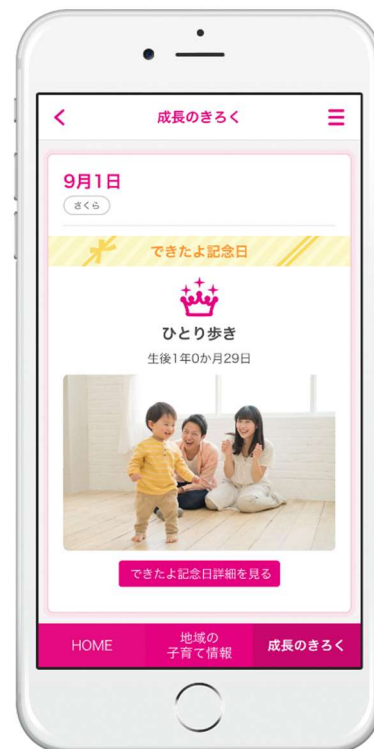 成長のきろく
9月1日
さくら
できたよ記念日
ひとり歩き
生後1年0か月29日
できたよ記念日詳細を見る
HOME
地域の
子育て情報
成長のきろく